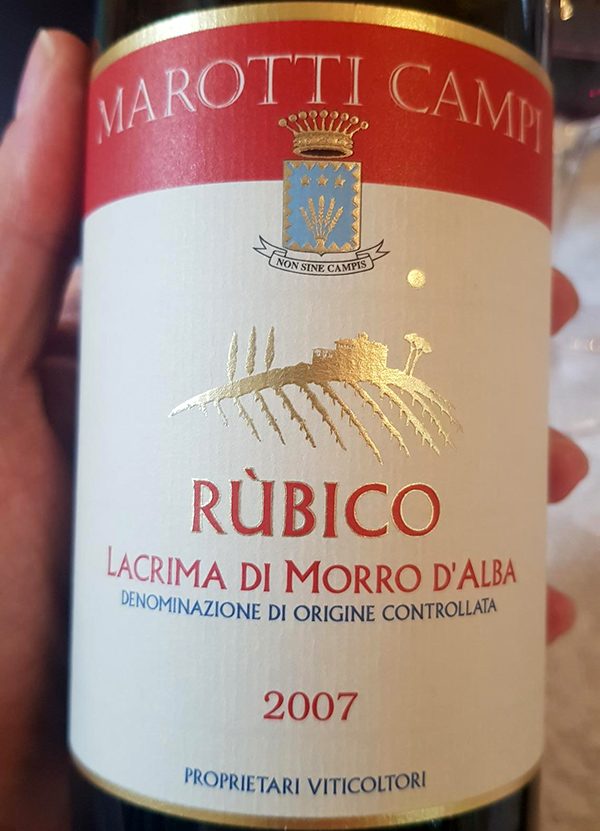 MAROTTI CAMPI
NON SINE CAMPIS
RÙBICO
LACRIMA DI MORRO D'ALBA
DENOMINAZIONE DI ORIGINE CONTROLLATA
2007
PROPRIETARI VITICOLTORI